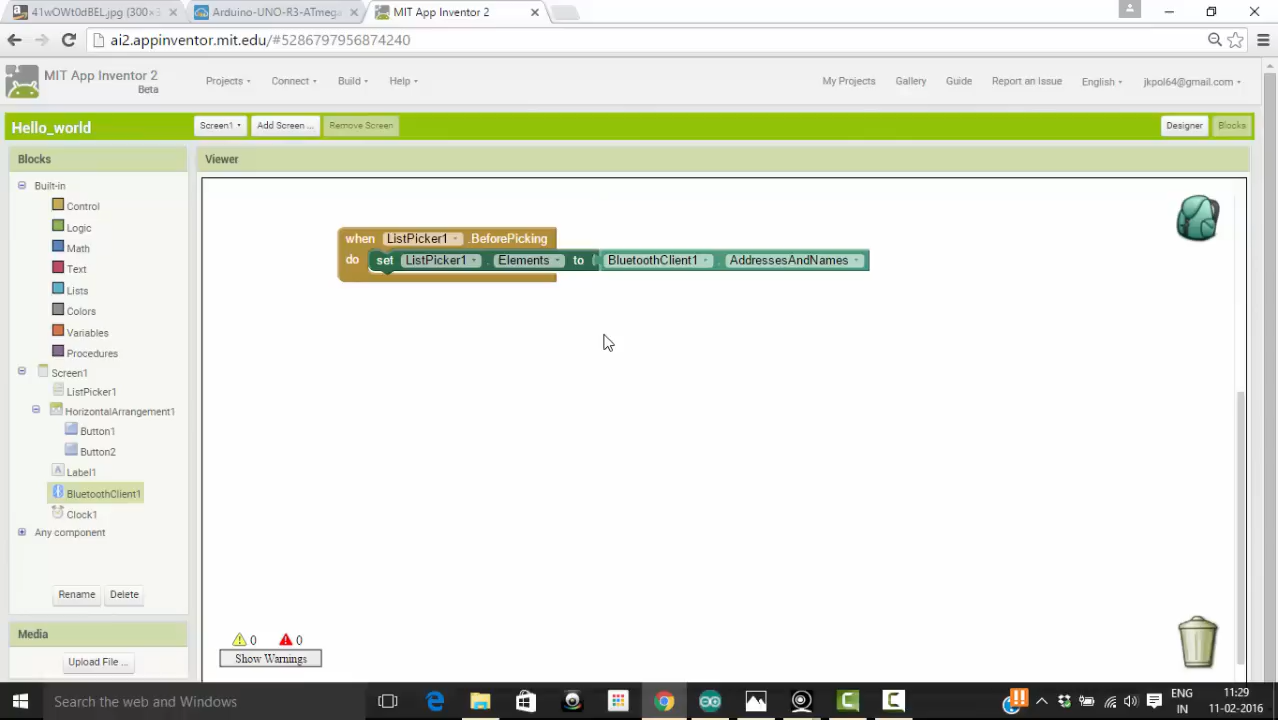 41wOWt0dBEL.jpg (300×3
Arduino-UNO-R3-ATmega
MIT App Inventor 2
ai2.appinventor.mit.edu/#5286797956874240
MIT App Inventor 2
Beta
Projects
Connect
Build
Help
My Projects
Gallery
Guide
Report an Issue
English
jkpol64@gmail.com
Hello_world
Screen1
Add Screen ...
Remove Screen
Designer
Blocks
Blocks
Viewer
Built-in
Control
Logic
Math
Text
Lists
Colors
Variables
Procedures
Screen1
ListPicker1
HorizontalArrangement1
Button1
Button2
Label1
BluetoothClient1
Clock1
Any component
Rename
Delete
Media
Upload File ...
when ListPicker1 .BeforePicking
do set ListPicker1 . Elements to BluetoothClient1 . AddressesAndNames
0 0
Show Warnings
Search the web and Windows
ENG
IN
11:29
11-02-2016